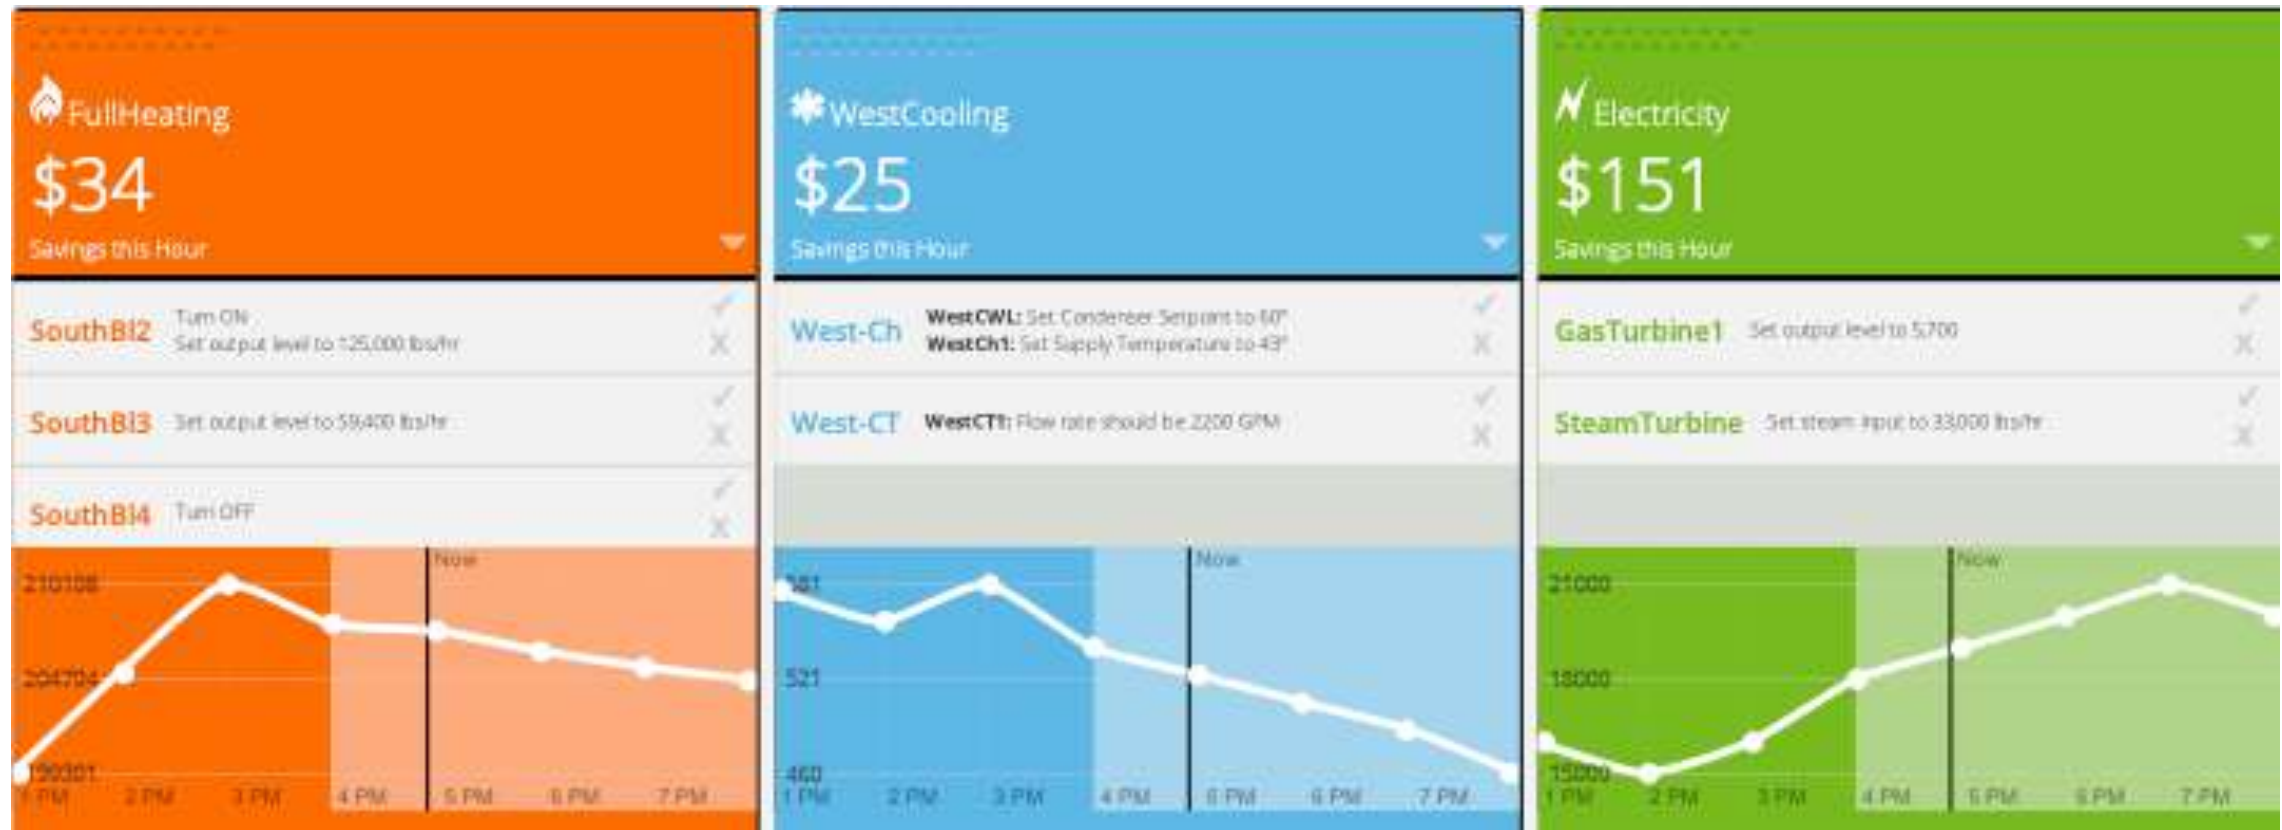 FullHeating
$34
Savings this Hour
SouthBl2
Turn ON
Set output level to 125,000 lbs/hr
SouthBl3
Set output level to 59,400 lbs/hr
SouthBl4
Turn OFF
Now
210108
204704
199301
1 PM 2 PM 3 PM 4 PM 5 PM 6 PM 7 PM
WestCooling
$25
Savings this Hour
West-Ch
WestCWL: Set Condenser Setpoint to 60°
WestCh1: Set Supply Temperature to 43°
West-CT
WestCT1: Flow rate should be 2200 GPM
Now
581
521
460
1 PM 2 PM 3 PM 4 PM 5 PM 6 PM 7 PM
Electricity
$151
Savings this Hour
GasTurbine1
Set output level to 5,700
SteamTurbine
Set steam input to 33,000 lbs/hr
Now
21000
18000
15000
1 PM 2 PM 3 PM 4 PM 5 PM 6 PM 7 PM